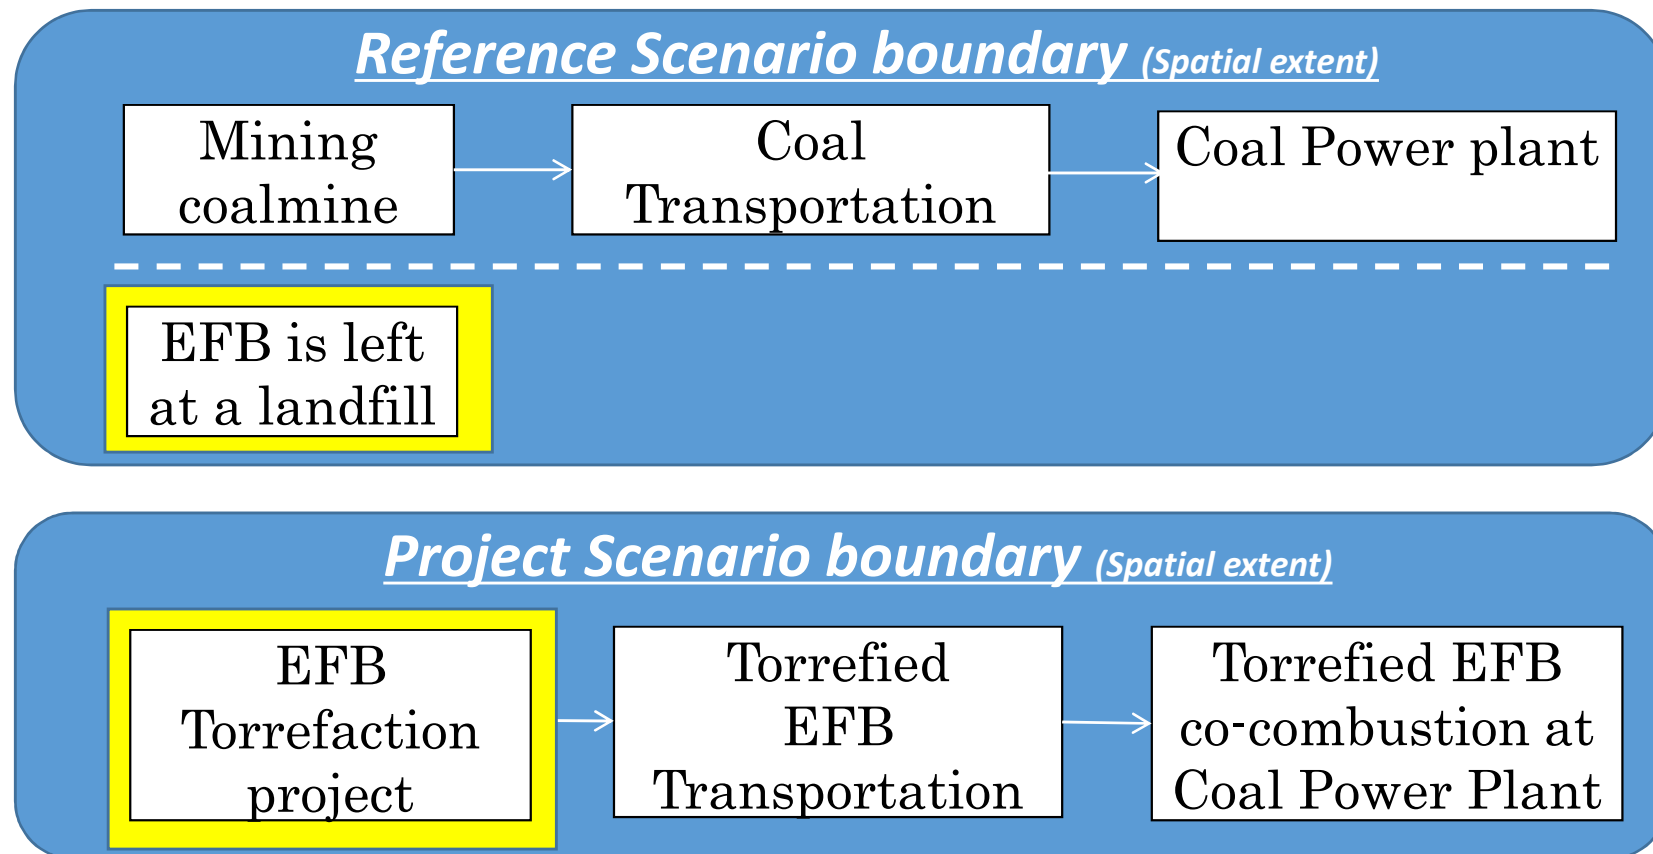 Reference Scenario boundary (Spatial extent)
Mining
coalmine
Coal
Transportation
Coal Power plant
EFB is left
at a landfill
Project Scenario boundary (Spatial extent)
EFB
Torrefaction
project
Torrefied
EFB
Transportation
Torrefied EFB
co-combustion at
Coal Power Plant